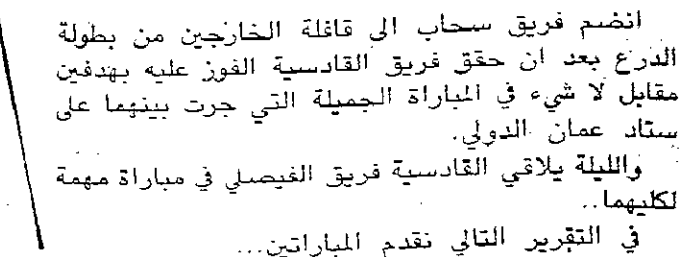 انضم فريق سحاب الى قافلة الخارجين من بطولة
الدرع بعد ان حقق فريق القادسية الفوز عليه بهدفين
مقابل لا شيء في المباراة الجميلة التي جرت بينهما على
ستاد عمان الدولي.
والليلة يلاقي القادسية فريق الفيصلي في مباراة مهمة
لكليهما..
في التقرير التالي نقدم المباراتين...